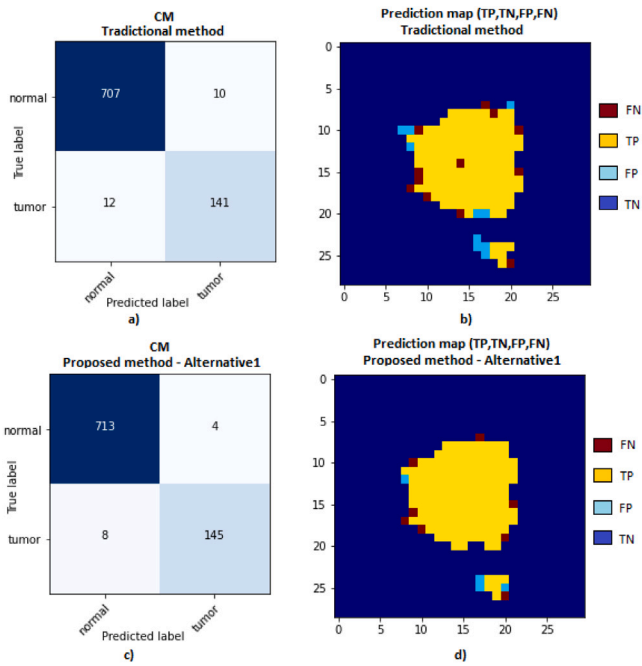 CM
Tradictional method
normal
707
10
True label
tumor
12
141
normal
tumor
Predicted label
a)
Prediction map (TP,TN,FP,FN)
Tradictional method
0
5
10
15
20
25
0
5
10
15
20
25
FN
TP
FP
TN
b)
CM
Proposed method - Alternative1
normal
713
4
True label
tumor
8
145
normal
tumor
Predicted label
c)
Prediction map (TP,TN,FP,FN)
Proposed method - Alternative1
0
5
10
15
20
25
0
5
10
15
20
25
FN
TP
FP
TN
d)